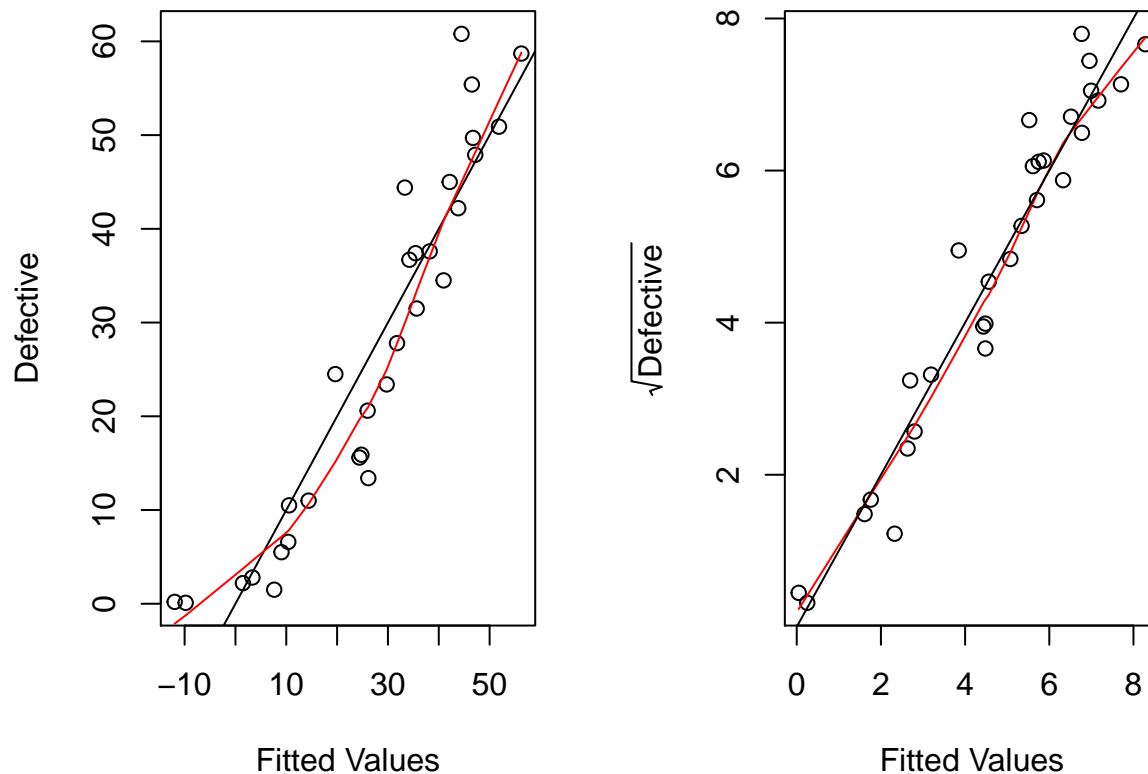 Defective
0 10 20 30 40 50 60
−10 10 30 50
Fitted Values
√Defective
2 4 6 8
0 2 4 6 8
Fitted Values